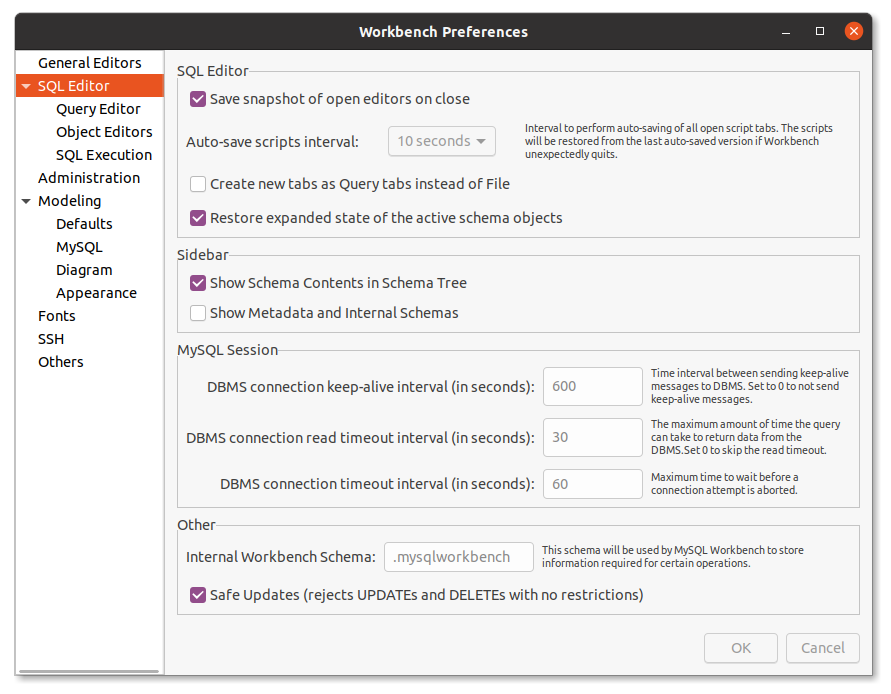 Workbench Preferences
General Editors
SQL Editor
Query Editor
Object Editors
SQL Execution
Administration
Modeling
Defaults
MySQL
Diagram
Appearance
Fonts
SSH
Others
SQL Editor
Save snapshot of open editors on close
Auto-save scripts interval:
10 seconds
Interval to perform auto-saving of all open script tabs. The scripts
will be restored from the last auto-saved version if Workbench
unexpectedly quits.
Create new tabs as Query tabs instead of File
Restore expanded state of the active schema objects
Sidebar
Show Schema Contents in Schema Tree
Show Metadata and Internal Schemas
MySQL Session
DBMS connection keep-alive interval (in seconds):
600
Time interval between sending keep-alive
messages to DBMS. Set to 0 to not send
keep-alive messages.
DBMS connection read timeout interval (in seconds):
30
The maximum amount of time the query
can take to return data from the
DBMS.Set 0 to skip the read timeout.
DBMS connection timeout interval (in seconds):
60
Maximum time to wait before a
connection attempt is aborted.
Other
Internal Workbench Schema:
.mysqlworkbench
This schema will be used by MySQL Workbench to store
information required for certain operations.
Safe Updates (rejects UPDATEs and DELETEs with no restrictions)
OK
Cancel